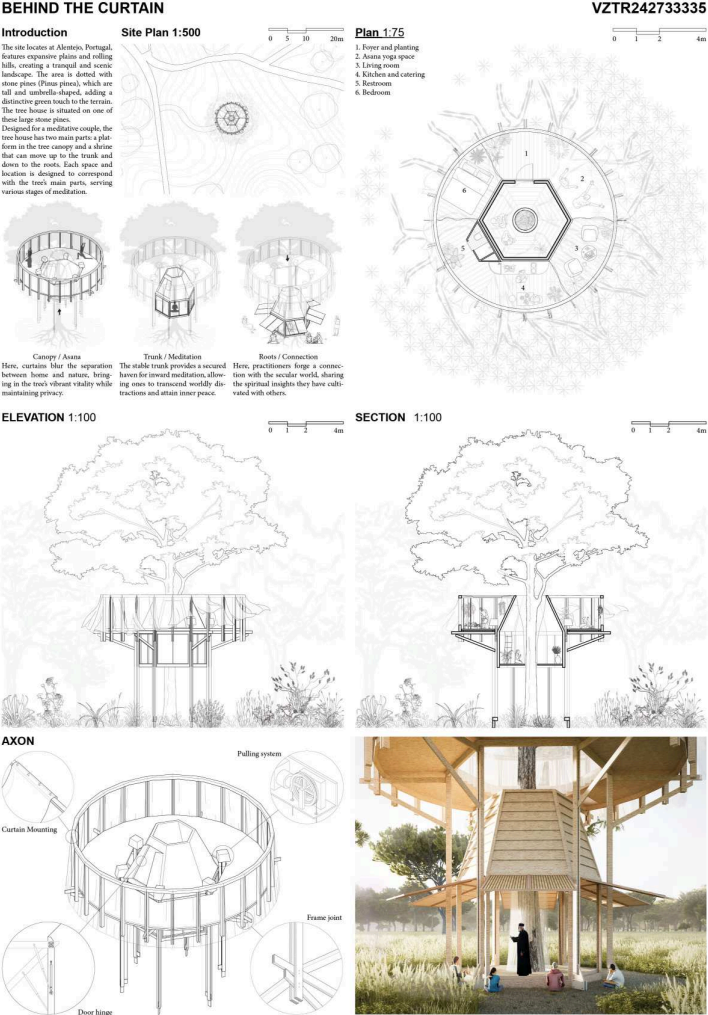 BEHIND THE CURTAIN
VZTR242733335
Introduction
The site locates at Alentejo, Portugal,
features expansive plains and rolling
hills, creating a tranquil and scenic
landscape. The area is dotted with
stone pines (Pinus pinea), which are
tall and umbrella-shaped, adding a
distinctive green touch to the terrain.
The tree house is situated on one of
these large stone pines.
Designed for a meditative couple, the
tree house has two main parts: a plat-
form in the tree canopy and a shrine
that can move up to the trunk and
down to the roots. Each space and
location is designed to correspond
with the tree's main parts, serving
various stages of meditation.
Site Plan 1:500
0 5 10 20m
Plan 1:75
0 1 2 4m
1. Foyer and planting
2. Asana yoga space
3. Living room
4. Kitchen and catering
5. Restroom
6. Bedroom
1
2
6
5
3
4
Canopy / Asana
Here, curtains blur the separation
between home and nature, bring-
ing in the tree's vibrant vitality while
maintaining privacy.
Trunk / Meditation
The stable trunk provides a secured
haven for inward meditation, allow-
ing ones to transcend worldly dis-
tractions and attain inner peace.
Roots / Connection
Here, practitioners forge a connec-
tion with the secular world, sharing
the spiritual insights they have culti-
vated with others.
ELEVATION 1:100
0 1 2 4m
SECTION 1:100
0 1 2 4m
AXON
Pulling system
Curtain Mounting
Frame joint
Door hinge